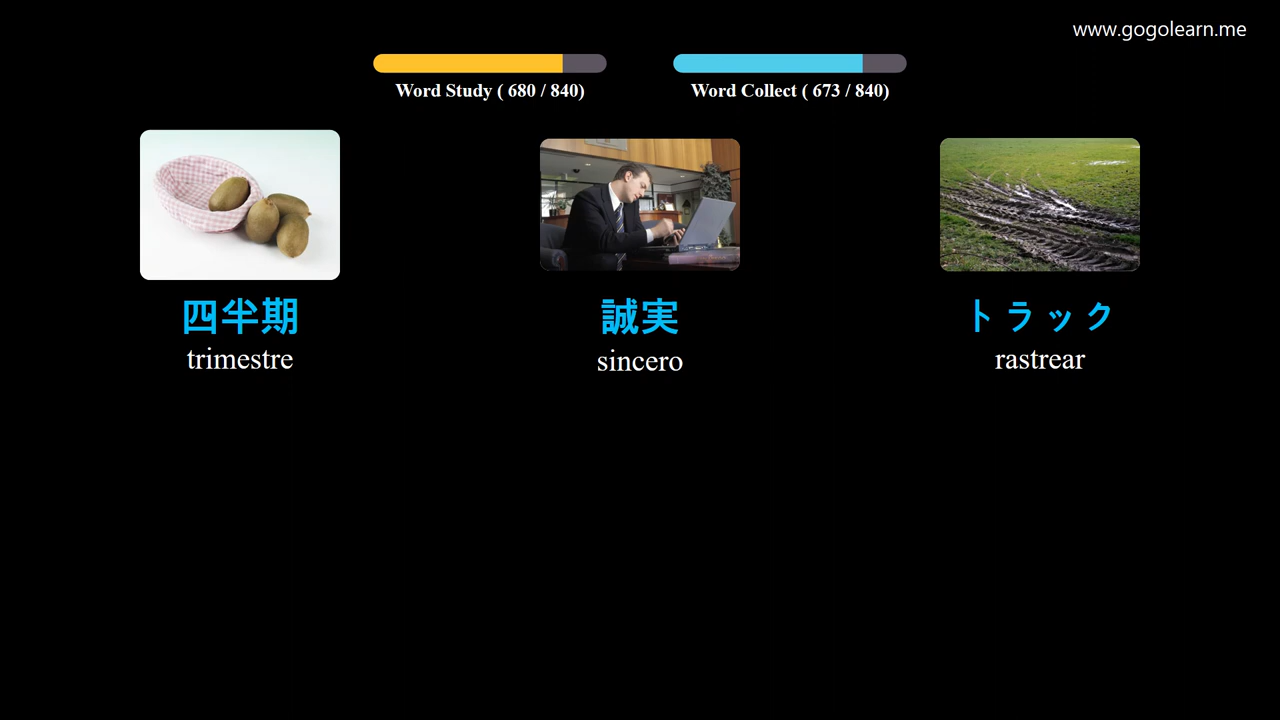 www.gogolearn.me
Word Study ( 680 / 840)
Word Collect ( 673 / 840)
四半期
trimestre
誠実
sincero
トラック
rastrear